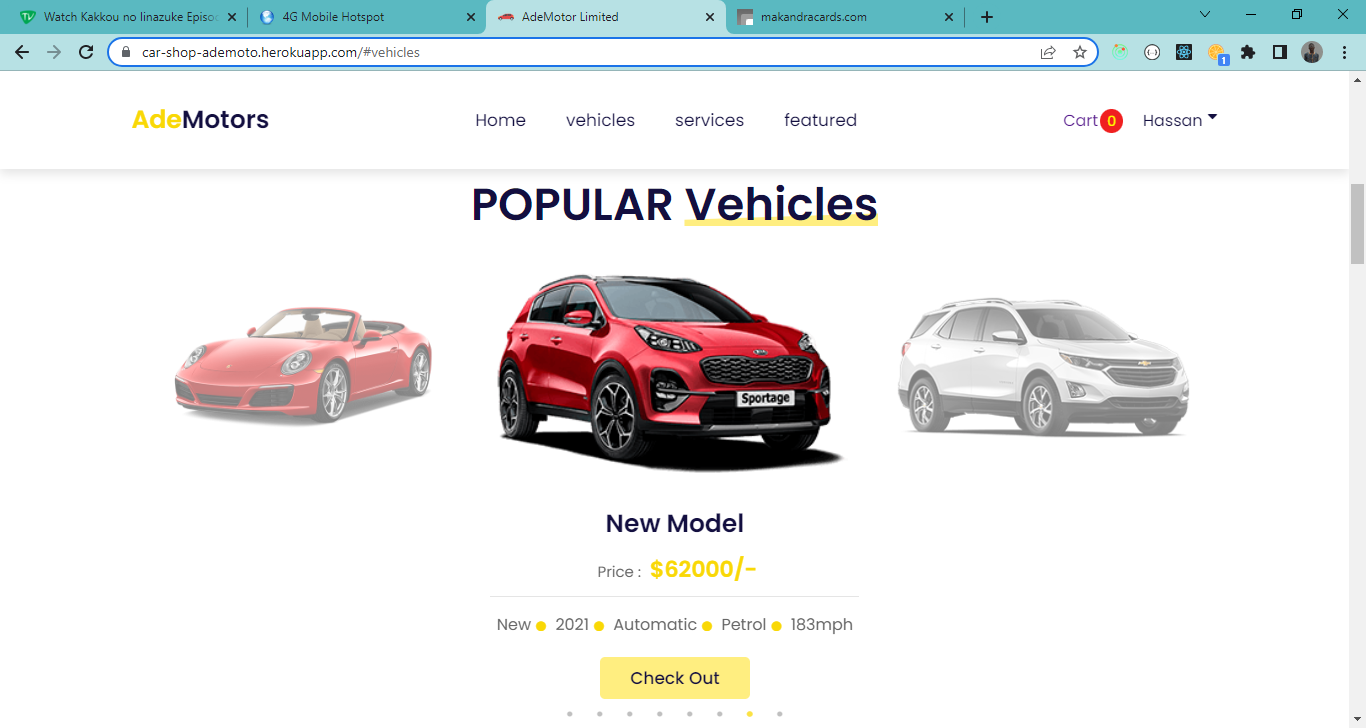 Watch Kakkou no Iinazuke Episod
4G Mobile Hotspot
AdeMotor Limited
makandracards.com
car-shop-ademoto.herokuapp.com/#vehicles
1
AdeMotors
Home
vehicles
services
featured
Cart 0
Hassan
POPULAR Vehicles
Sportage
New Model
Price : $62000/-
New 2021 Automatic Petrol 183mph
Check Out